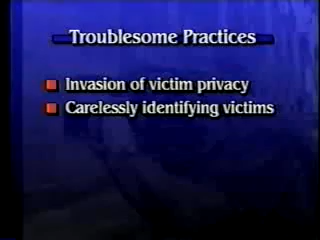 Troublesome Practices
Invasion of victim privacy
Carelessly identifying victims